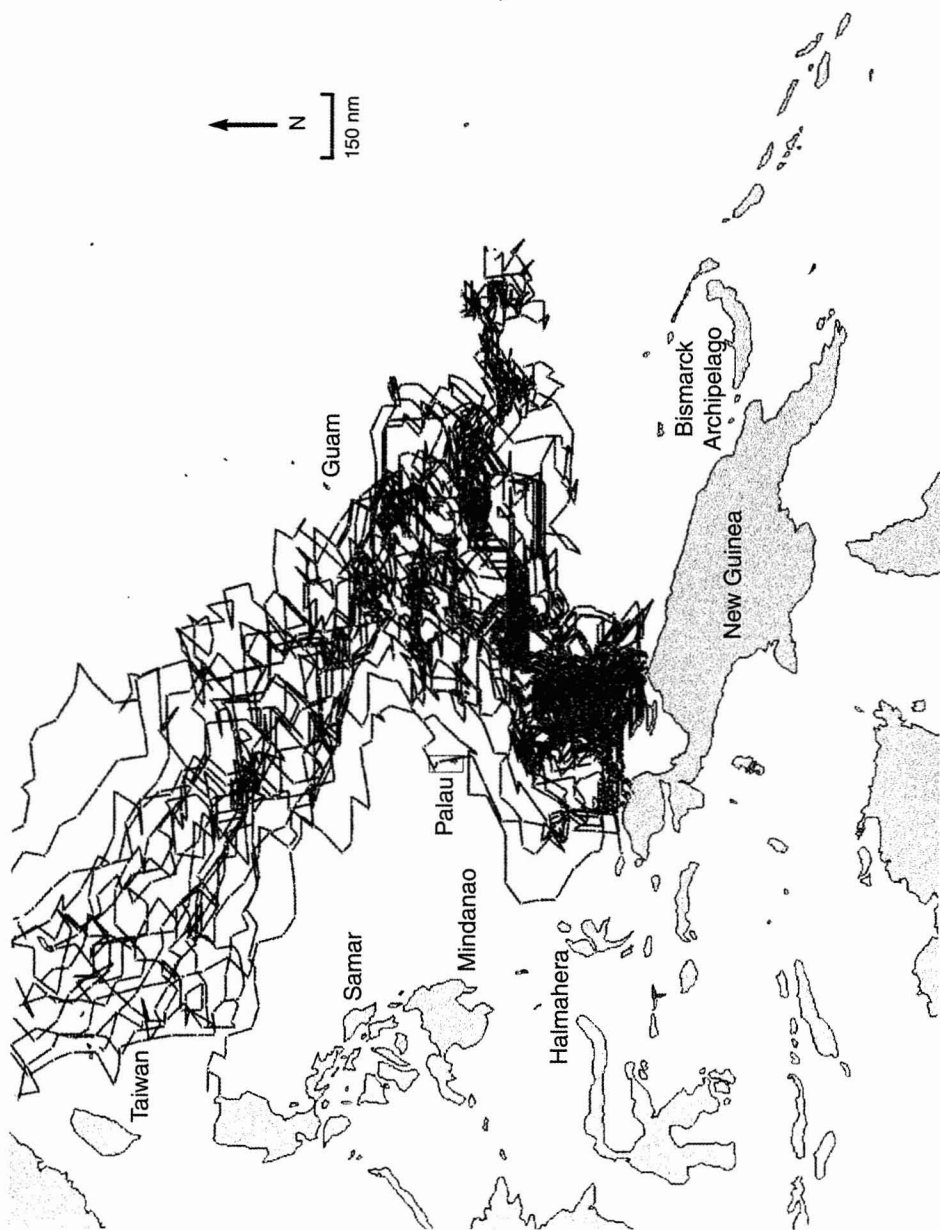 N
150 nm
Taiwan
Guam
Samar
Palau
Mindanao
Halmahera
Bismarck
Archipelago
New Guinea